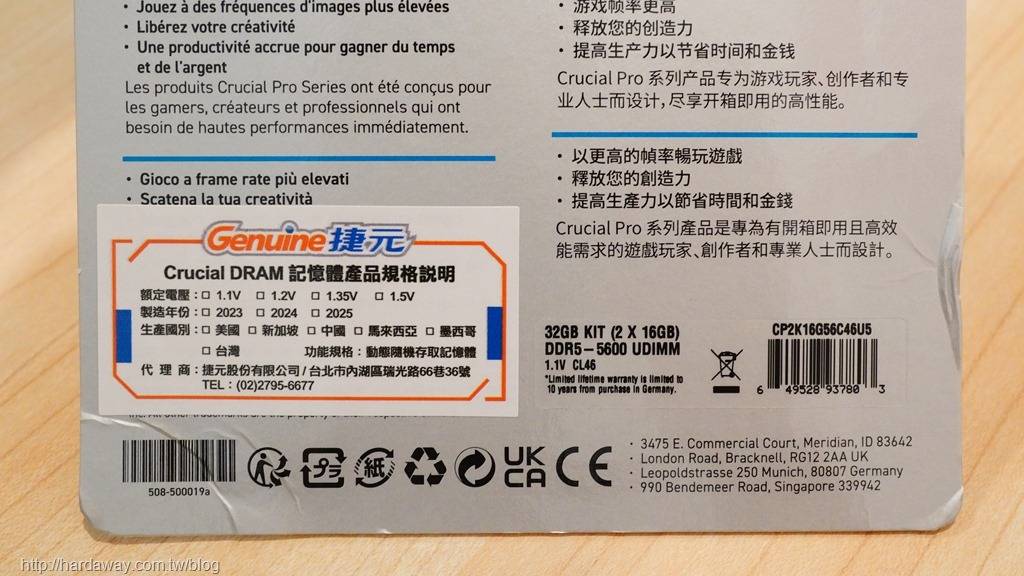 • Jouez à des fréquences d'images plus élevées
• Libérez votre créativité
• Une productivité accrue pour gagner du temps
et de l'argent
Les produits Crucial Pro Series ont été conçus pour
les gamers, créateurs et professionnels qui ont
besoin de hautes performances immédiatement.
• Gioco a frame rate più elevati
• Scatena la tua creatività
Genuine捷元
Crucial DRAM 記憶體產品規格說明
額定電壓：□ 1.1V □ 1.2V □ 1.35V □ 1.5V
製造年份：□ 2023 □ 2024 □ 2025
生產國別：□ 美國 □ 新加坡 □ 中國 □ 馬來西亞 □ 墨西哥
□ 台灣 功能規格：動態隨機存取記憶體
代 理 商：捷元股份有限公司/台北市內湖區瑞光路66巷36號
TEL：(02)2795-6677
508-500019a
• 游戏帧率更高
• 释放您的创造力
• 提高生产力以节省时间和金钱
Crucial Pro 系列产品专为游戏玩家、创作者和专
业人士而设计，尽享开箱即用的高性能。
• 以更高的幀率暢玩遊戲
• 釋放您的創造力
• 提高生產力以節省時間和金錢
Crucial Pro 系列產品是專為有開箱即用且高效
能需求的遊戲玩家、創作者和專業人士而設計。
32GB KIT (2 X 16GB)
DDR5-5600 UDIMM
1.1V CL46
*Limited lifetime warranty is limited to
10 years from purchase in Germany.
CP2K16G56C46U5
6 49528 93780 3
プラ
紙
UK
CA
CE
• 3475 E. Commercial Court, Meridian, ID 83642
• London Road, Bracknell, RG12 2AA UK
• Leopoldstrasse 250 Munich, 80807 Germany
• 990 Bendemeer Road, Singapore 339942
http://hardaway.com.tw/blog